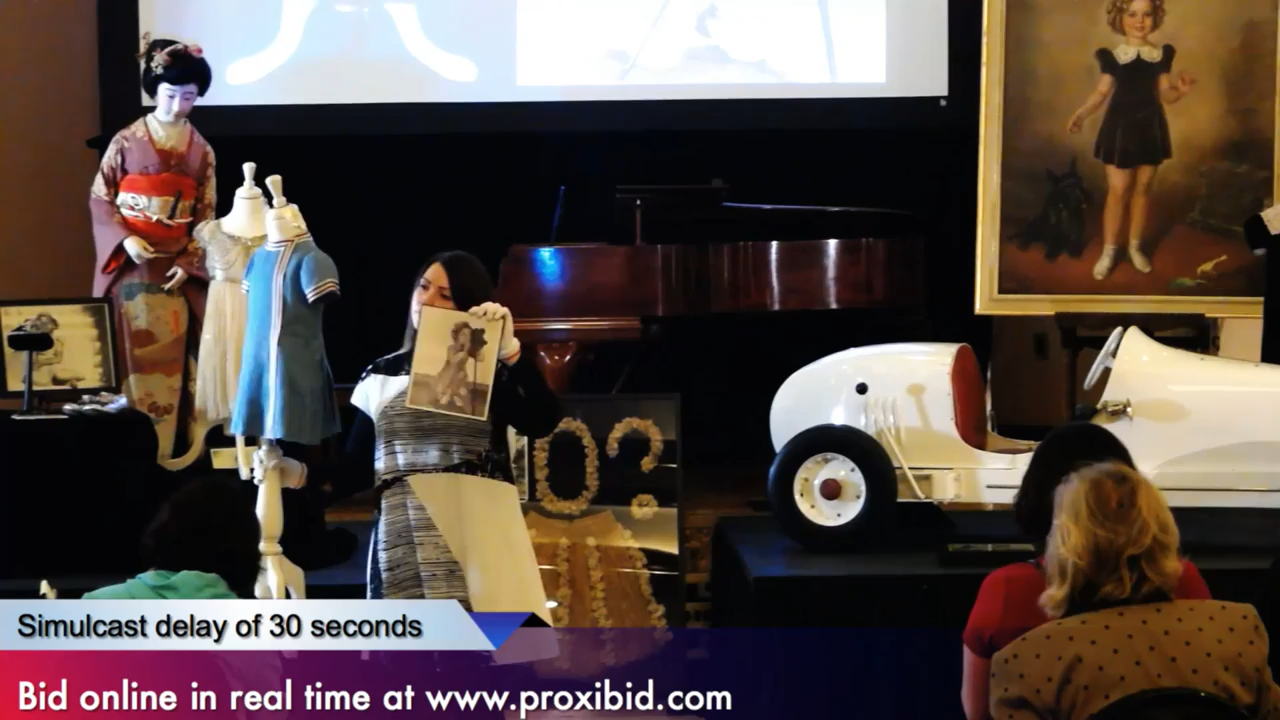 Simulcast delay of 30 seconds
Bid online in real time at www.proxibid.com